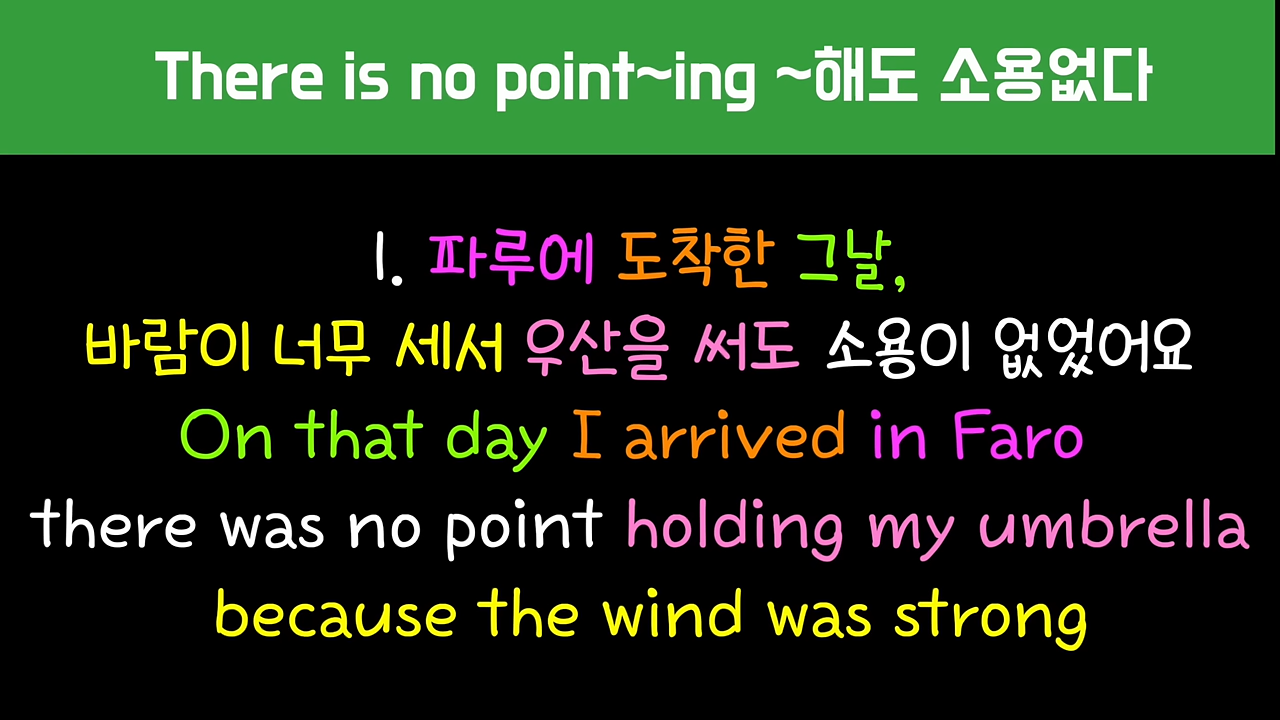 There is no point~ing ~해도 소용없다
1. 파루에 도착한 그날,
바람이 너무 세서 우산을 써도 소용이 없었어요
On that day I arrived in Faro
there was no point holding my umbrella
because the wind was strong